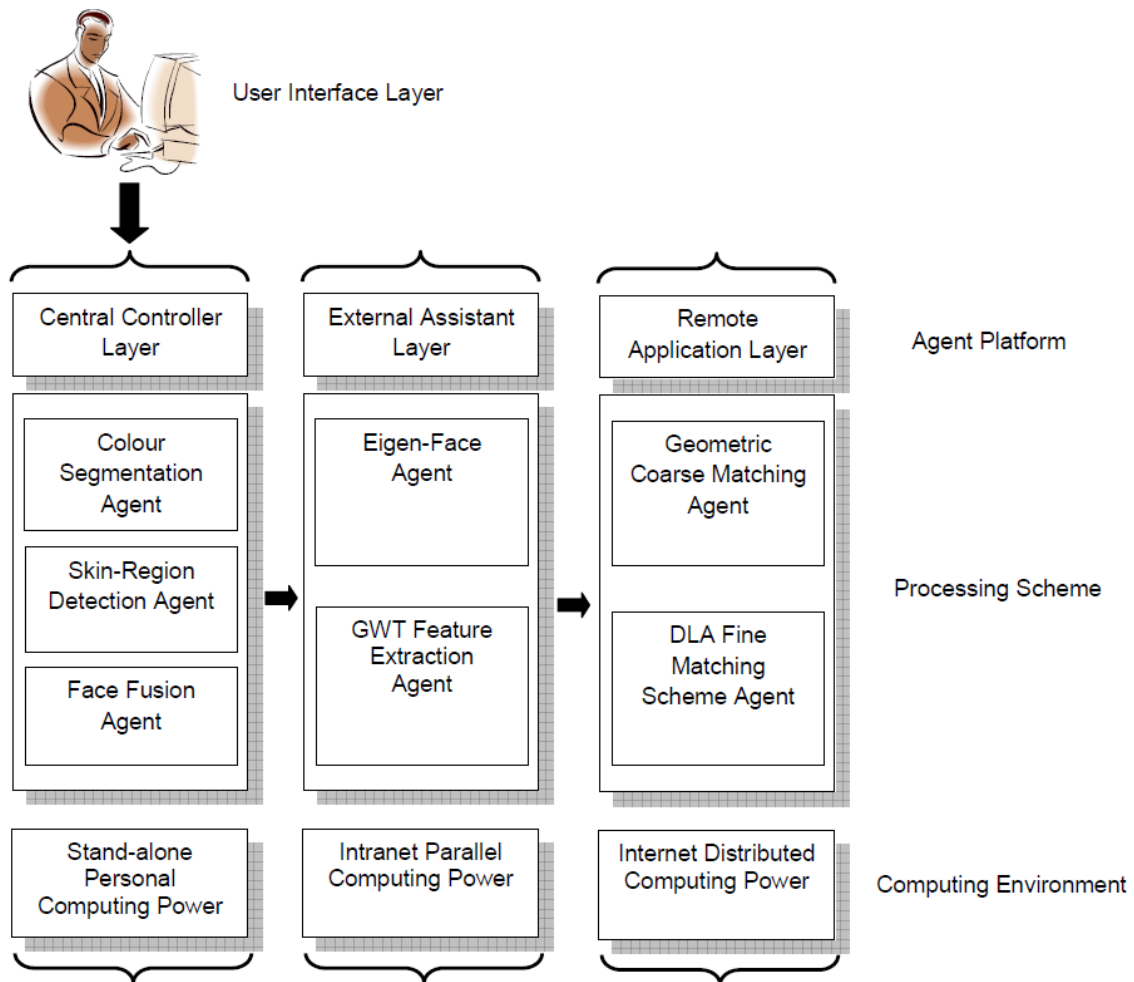 User Interface Layer
Central Controller
Layer
External Assistant
Layer
Remote
Application Layer
Agent Platform
Colour
Segmentation
Agent
Skin-Region
Detection Agent
Face Fusion
Agent
Eigen-Face
Agent
GWT Feature
Extraction
Agent
Geometric
Coarse Matching
Agent
DLA Fine
Matching
Scheme Agent
Processing Scheme
Stand-alone
Personal
Computing Power
Intranet Parallel
Computing Power
Internet Distributed
Computing Power
Computing Environment